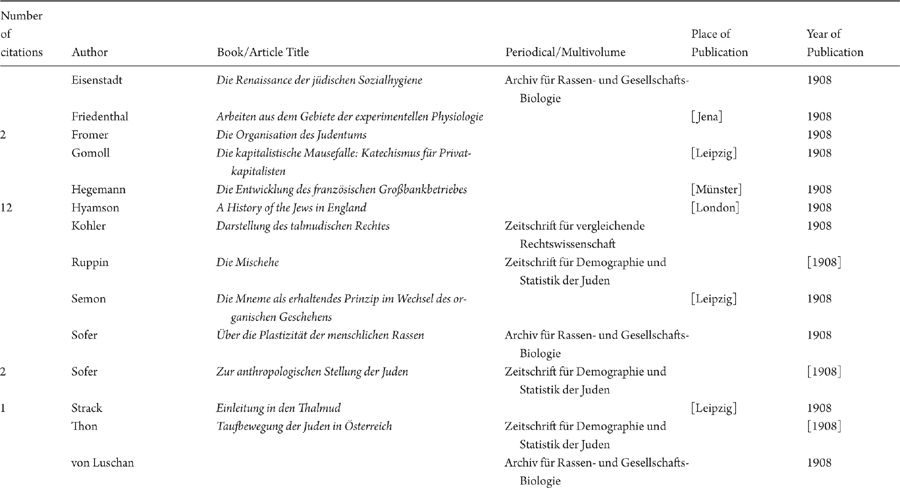 Number
of
citations Author Book/Article Title Periodical/Multivolume Place of
Publication Year of
Publication
Eisenstadt Die Renaissance der jüdischen Sozialhygiene Archiv für Rassen- und Gesellschafts-
Biologie 1908
Friedenthal Arbeiten aus dem Gebiete der experimentellen Physiologie [Jena] 1908
2 Fromer Die Organisation des Judentums 1908
Gomoll Die kapitalistische Mausefalle: Katechismus für Privat-
kapitalisten [Leipzig] 1908
Hegemann Die Entwicklung des französischen Großbankbetriebes [Münster] 1908
12 Hyamson A History of the Jews in England [London] 1908
Kohler Darstellung des talmudischen Rechtes Zeitschrift für vergleichende
Rechtswissenschaft 1908
Ruppin Die Mischehe Zeitschrift für Demographie und
Statistik der Juden [1908]
Semon Die Mneme als erhaltendes Prinzip im Wechsel des or-
ganischen Geschehens [Leipzig] 1908
Sofer Über die Plastizität der menschlichen Rassen Archiv für Rassen- und Gesellschafts-
Biologie 1908
2 Sofer Zur anthropologischen Stellung der Juden Zeitschrift für Demographie und
Statistik der Juden [1908]
1 Strack Einleitung in den Thalmud [Leipzig] 1908
Thon Taufbewegung der Juden in Österreich Zeitschrift für Demographie und
Statistik der Juden [1908]
von Luschan Archiv für Rassen- und Gesellschafts-
Biologie 1908